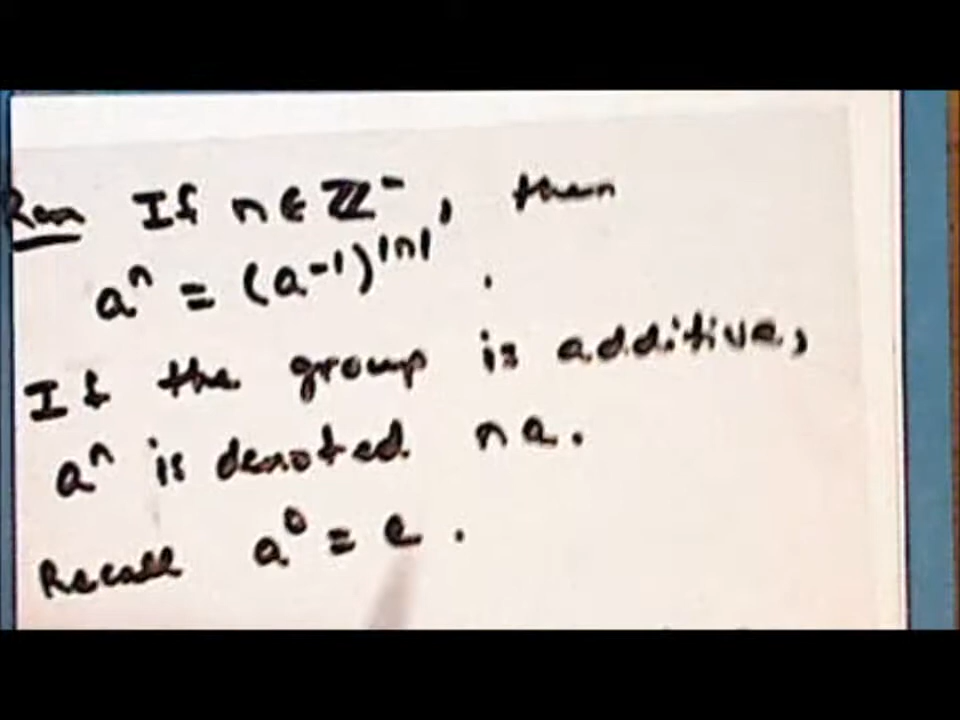 Rem If n ∈ ℤ⁻, then
aⁿ = (a⁻¹)^|n|.
If the group is additive,
aⁿ is denoted na.
Recall a⁰ = e.